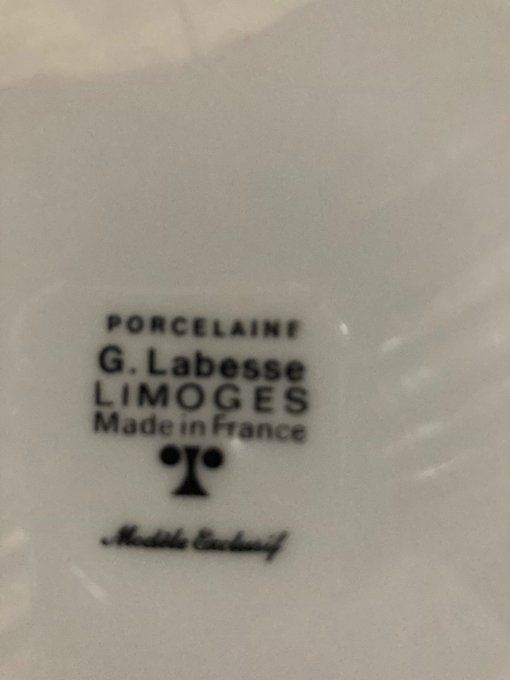 PORCELAINE
G. Labesse
LIMOGES
Made in France
Modèle Exclusif